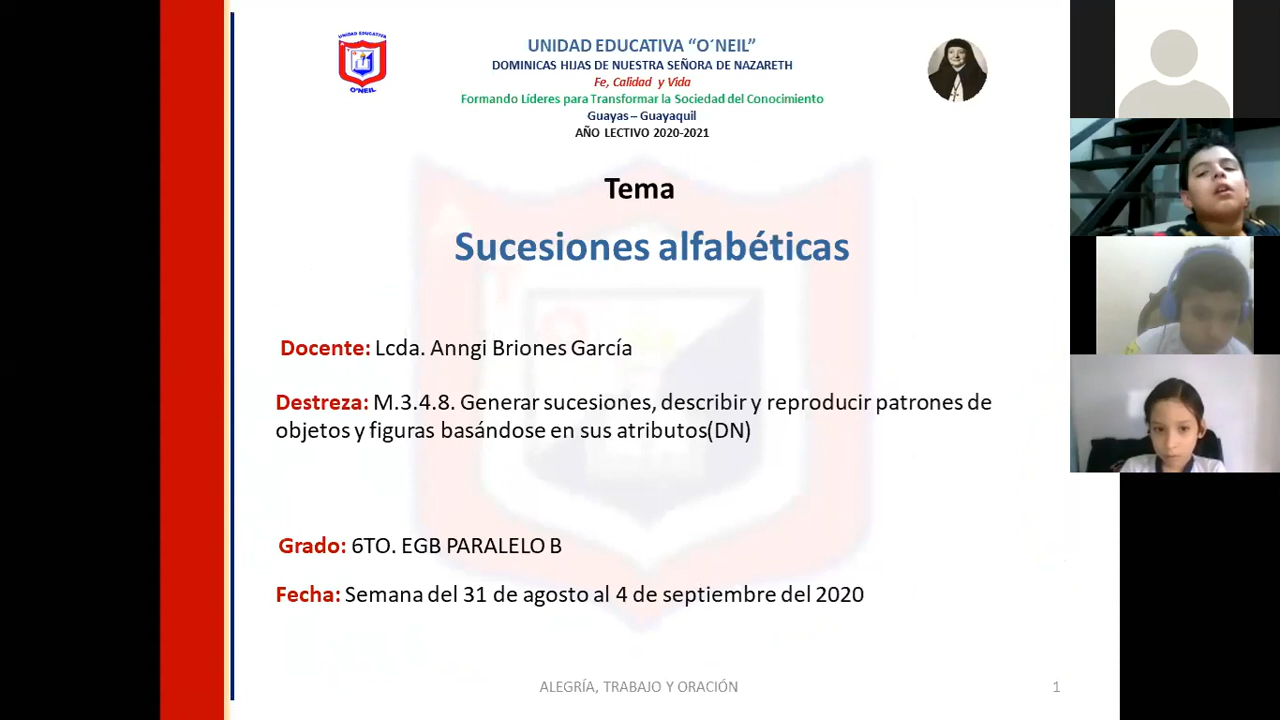 UNIDAD EDUCATIVA
O'NEIL
UNIDAD EDUCATIVA “O´NEIL”
DOMINICAS HIJAS DE NUESTRA SEÑORA DE NAZARETH
Fe, Calidad y Vida
Formando Líderes para Transformar la Sociedad del Conocimiento
Guayas – Guayaquil
AÑO LECTIVO 2020-2021
Tema
Sucesiones alfabéticas
Docente: Lcda. Anngi Briones García
Destreza: M.3.4.8. Generar sucesiones, describir y reproducir patrones de
objetos y figuras basándose en sus atributos(DN)
Grado: 6TO. EGB PARALELO B
Fecha: Semana del 31 de agosto al 4 de septiembre del 2020
ALEGRÍA, TRABAJO Y ORACIÓN
1